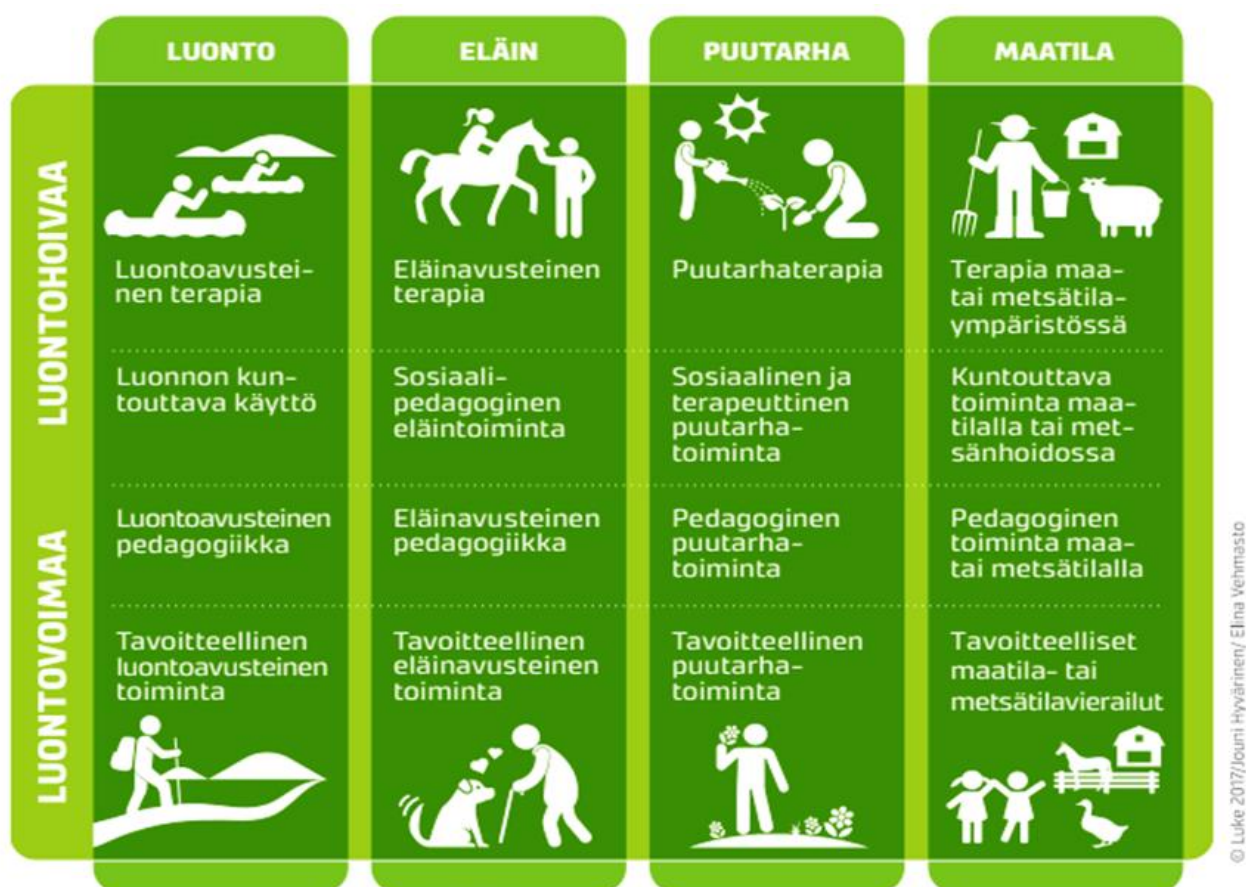 LUONTO
ELÄIN
PUUTARHA
MAATILA
LUONTOHOIVAA
Luontoavustei-
nen terapia
Eläinavusteinen
terapia
Puutarhaterapia
Terapia maa-
tai metsätila-
ympäristössä
Luonnon kun-
touttava käyttö
Sosiaali-
pedagoginen
eläintoiminta
Sosiaalinen ja
terapeuttinen
puutarha-
toiminta
Kuntouttava
toiminta maa-
tilalla tai met-
sänhoidossa
LUONTOVOIMAA
Luontoavusteinen
pedagogiikka
Eläinavusteinen
pedagogiikka
Pedagoginen
puutarha-
toiminta
Pedagoginen
toiminta maa-
tai metsätilalla
Tavoitteellinen
luontoavusteinen
toiminta
Tavoitteellinen
eläinavusteinen
toiminta
Tavoitteellinen
puutarha-
toiminta
Tavoitteelliset
maatila- tai
metsätilavierailut
© Luke 2017/Jouni Hyvärinen/ Elina Vehmasto